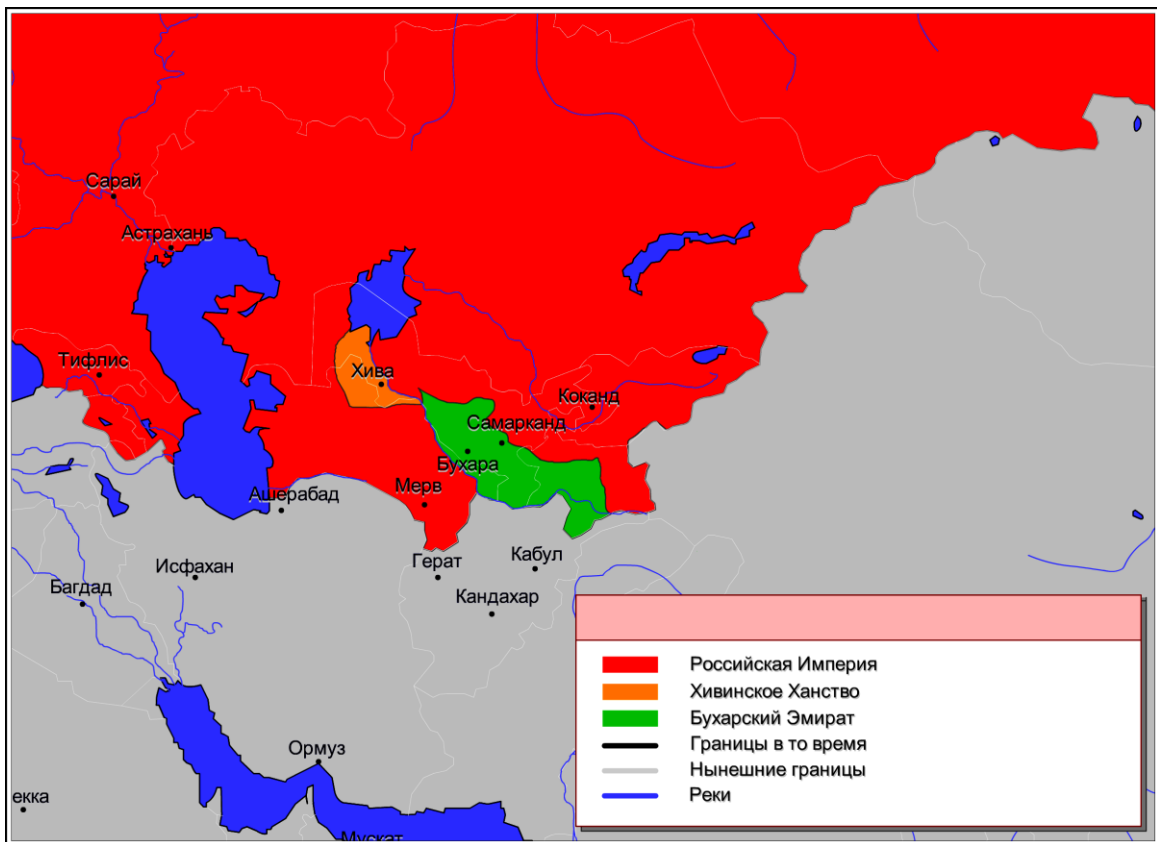 Сарай
Астрахань
Тифлис
Хива
Коканд
Самарканд
Бухара
Мерв
Ашерабад
Герат
Кабул
Исфахан
Кандахар
Багдад
Ормуз
екка
Мускат
Российская Империя
Хивинское Ханство
Бухарский Эмират
Границы в то время
Нынешние границы
Реки